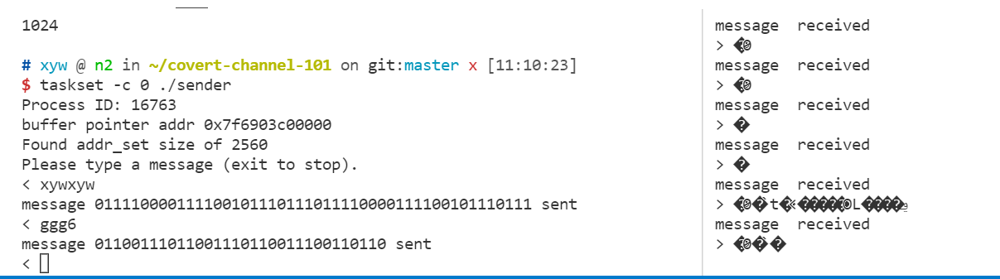 1024
# xyw @ n2 in ~/covert-channel-101 on git:master x [11:10:23]
$ taskset -c 0 ./sender
Process ID: 16763
buffer pointer addr 0x7f6903c00000
Found addr_set size of 2560
Please type a message (exit to stop).
< xywxyw
message 011110000111100101110111011110000111100101110111 sent
< ggg6
message 01100111011001110110011100110110 sent
<
message  received
> �0
message  received
> �0
message  received
> �
message  received
> �
message  received
message  received